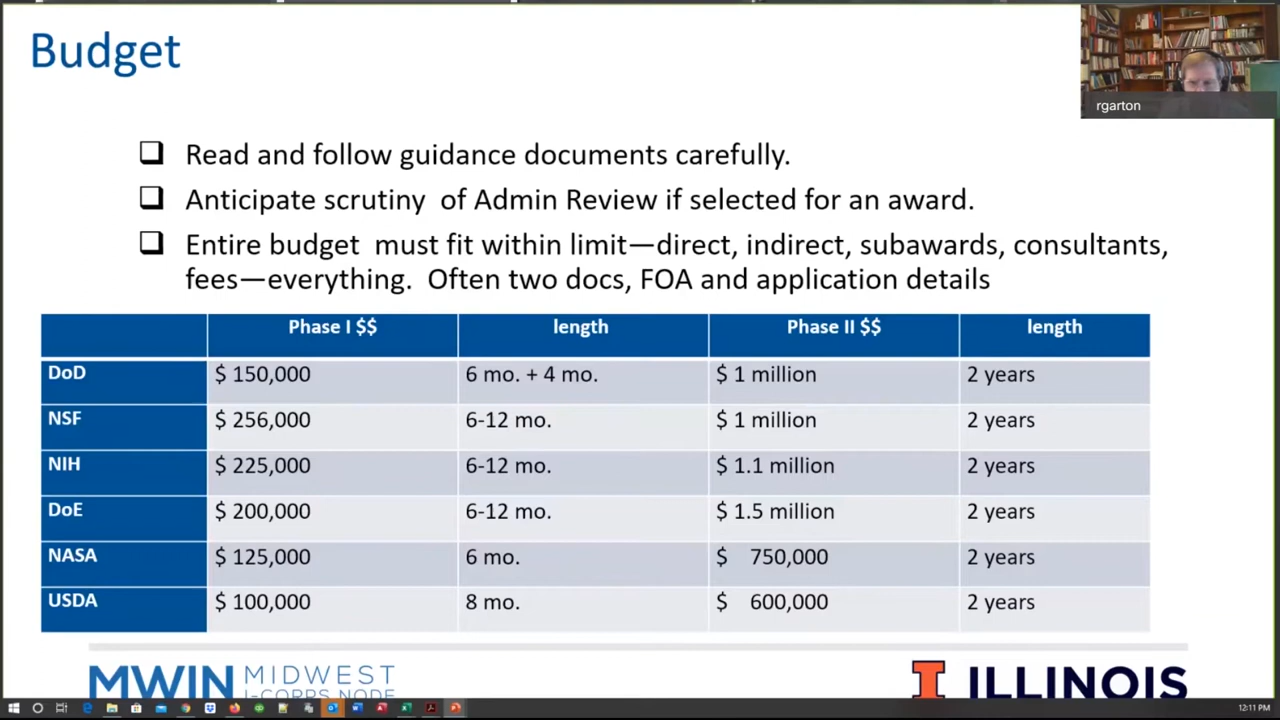 Budget
rgarton
Read and follow guidance documents carefully.
Anticipate scrutiny of Admin Review if selected for an award.
Entire budget must fit within limit—direct, indirect, subawards, consultants,
fees—everything. Often two docs, FOA and application details
Phase I $$ length Phase II $$ length
DoD $ 150,000 6 mo. + 4 mo. $ 1 million 2 years
NSF $ 256,000 6-12 mo. $ 1 million 2 years
NIH $ 225,000 6-12 mo. $ 1.1 million 2 years
DoE $ 200,000 6-12 mo. $ 1.5 million 2 years
NASA $ 125,000 6 mo. $ 750,000 2 years
USDA $ 100,000 8 mo. $ 600,000 2 years
MWIN MIDWEST
I-CORPS NODE
I ILLINOIS
12:11 PM